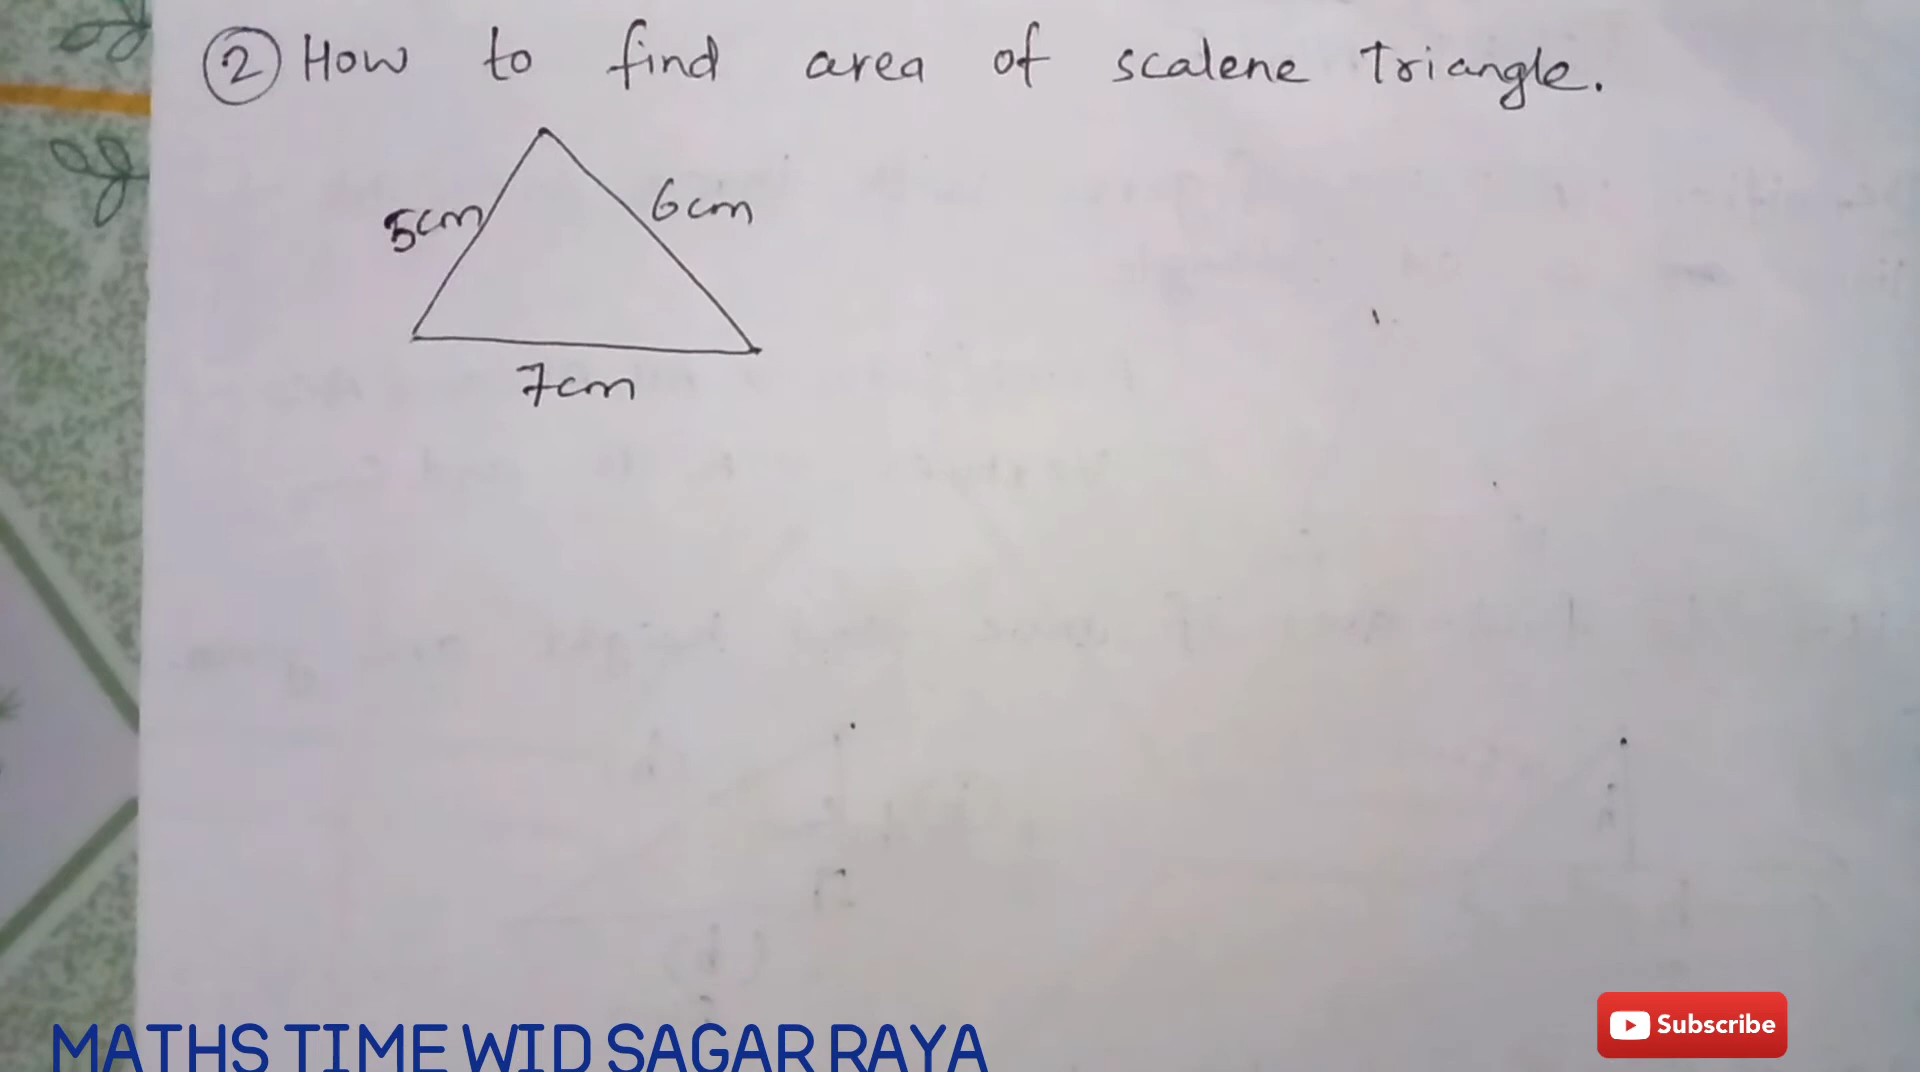 ② How to find area of scalene Triangle.
5cm
6cm
7cm
MATHS TIME WID SAGAR RAYA
Subscribe